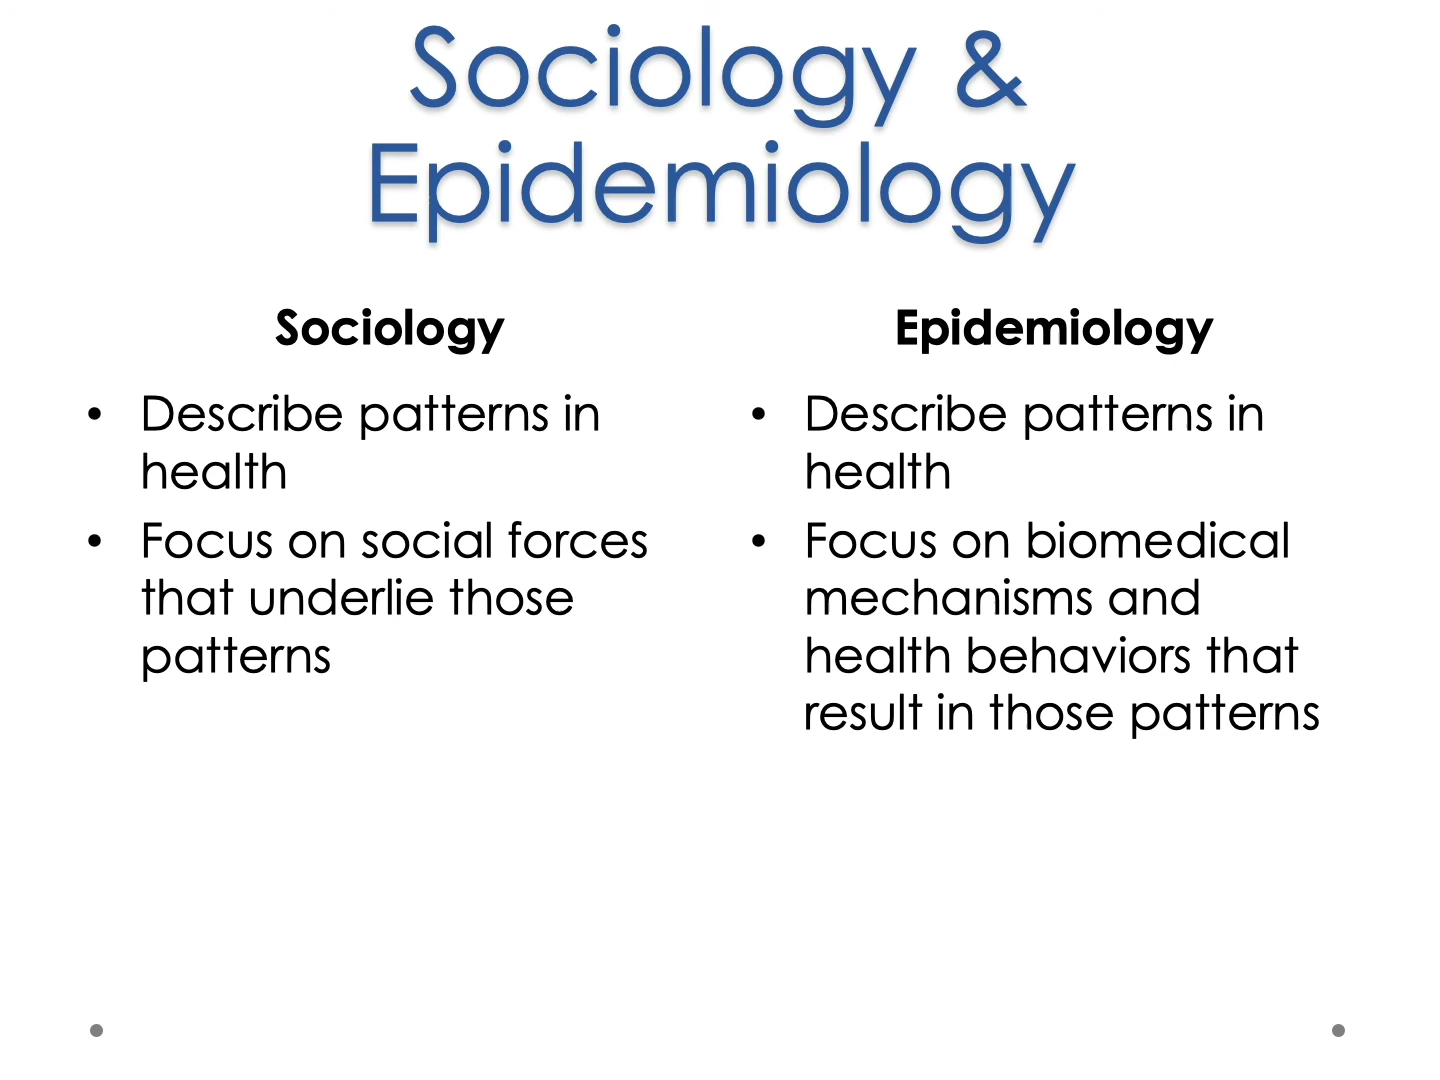 Sociology &
Epidemiology
Sociology
• Describe patterns in
health
• Focus on social forces
that underlie those
patterns
Epidemiology
• Describe patterns in
health
• Focus on biomedical
mechanisms and
health behaviors that
result in those patterns